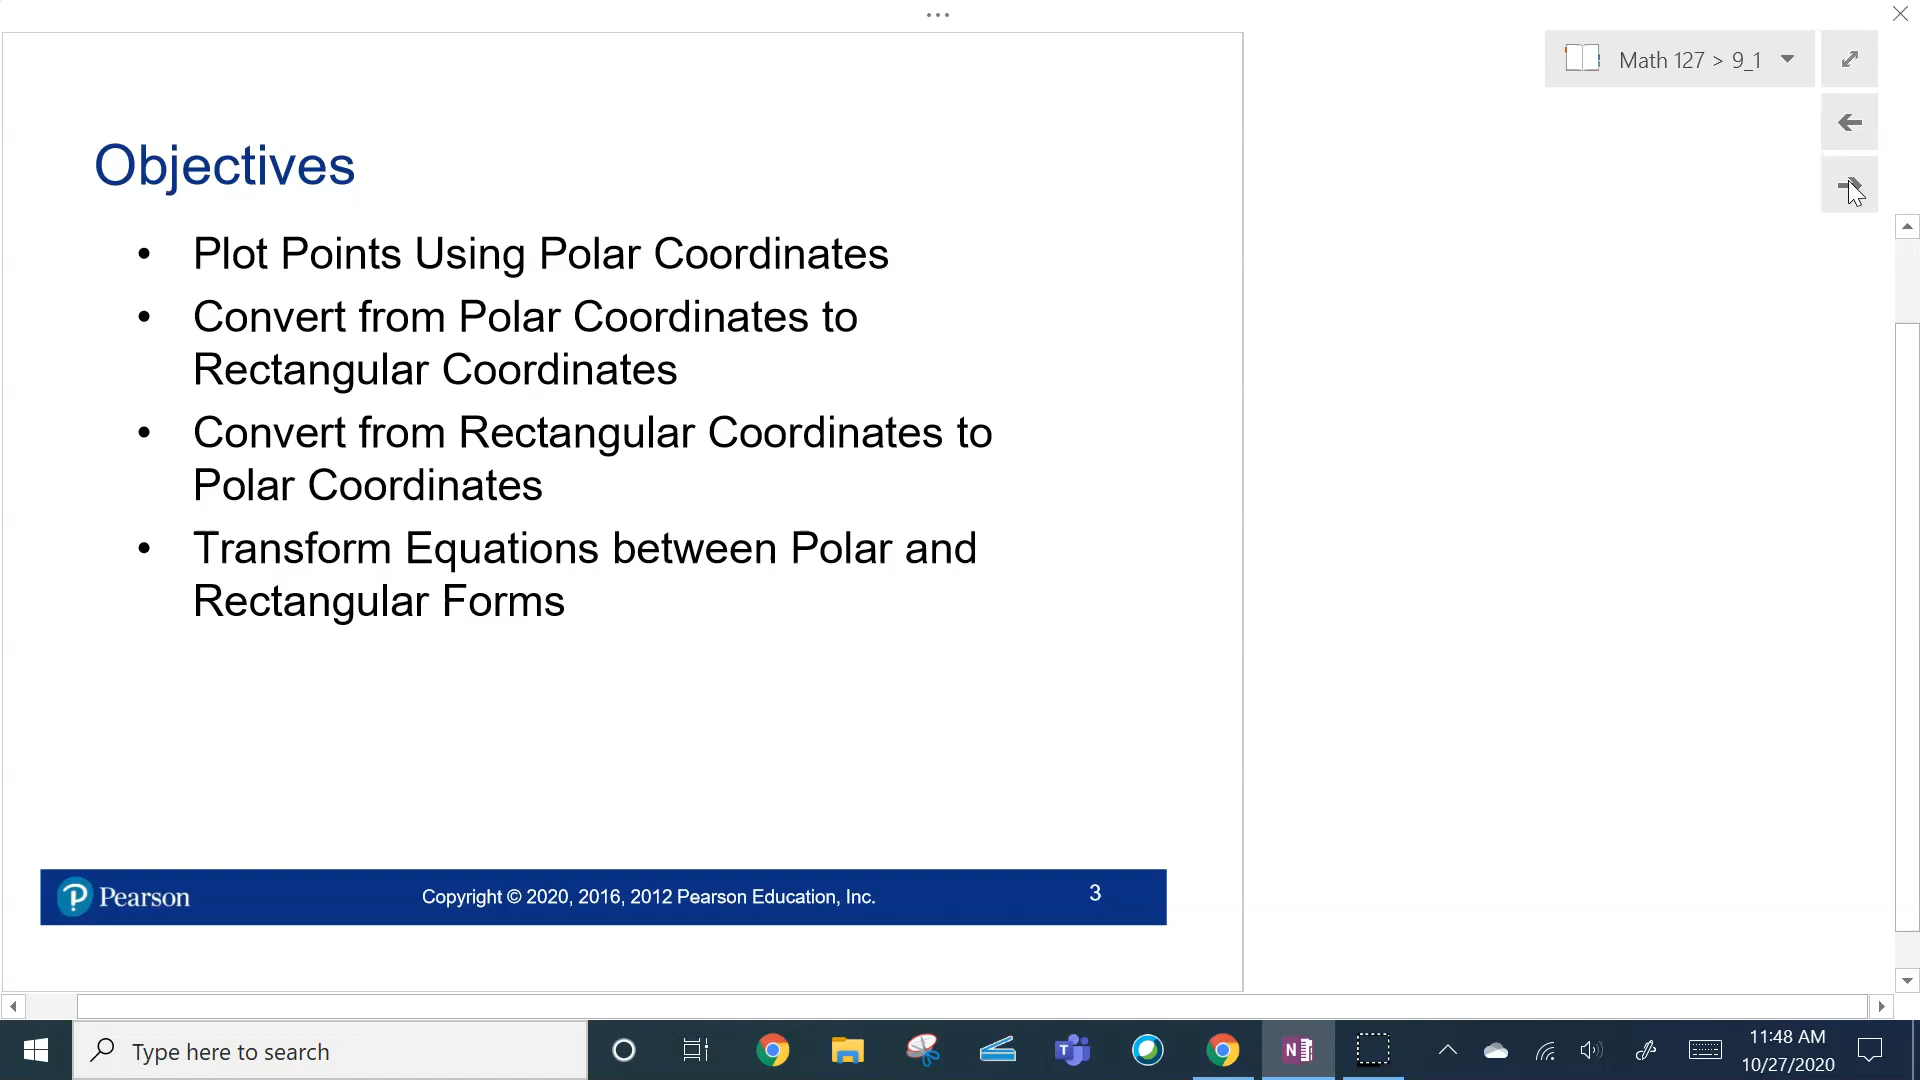 Math 127 > 9_1
Objectives
• Plot Points Using Polar Coordinates
• Convert from Polar Coordinates to
Rectangular Coordinates
• Convert from Rectangular Coordinates to
Polar Coordinates
• Transform Equations between Polar and
Rectangular Forms
Pearson
Copyright © 2020, 2016, 2012 Pearson Education, Inc.
3
Type here to search
11:48 AM
10/27/2020